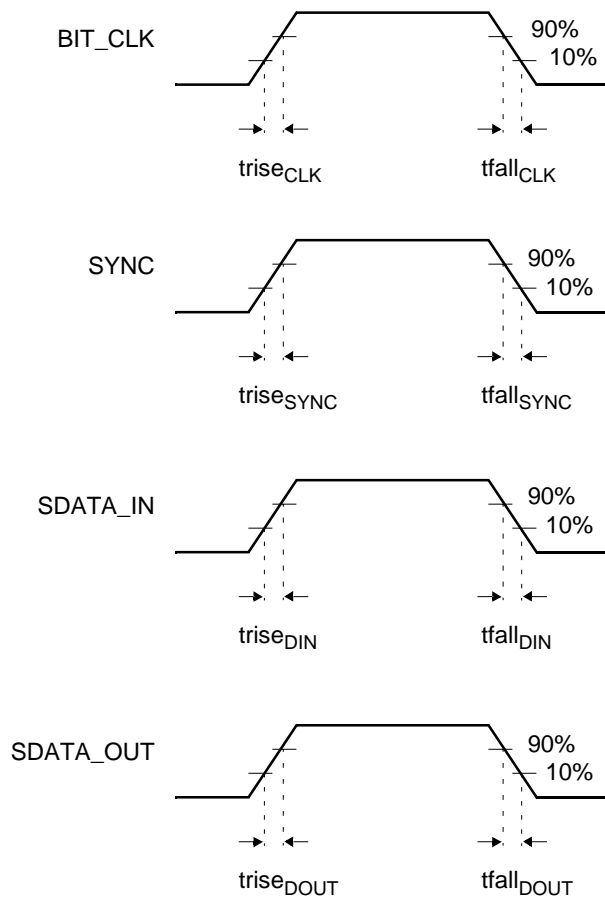 BIT_CLK
90%
10%
trise_CLK
tfall_CLK
SYNC
90%
10%
trise_SYNC
tfall_SYNC
SDATA_IN
90%
10%
trise_DIN
tfall_DIN
SDATA_OUT
90%
10%
trise_DOUT
tfall_DOUT